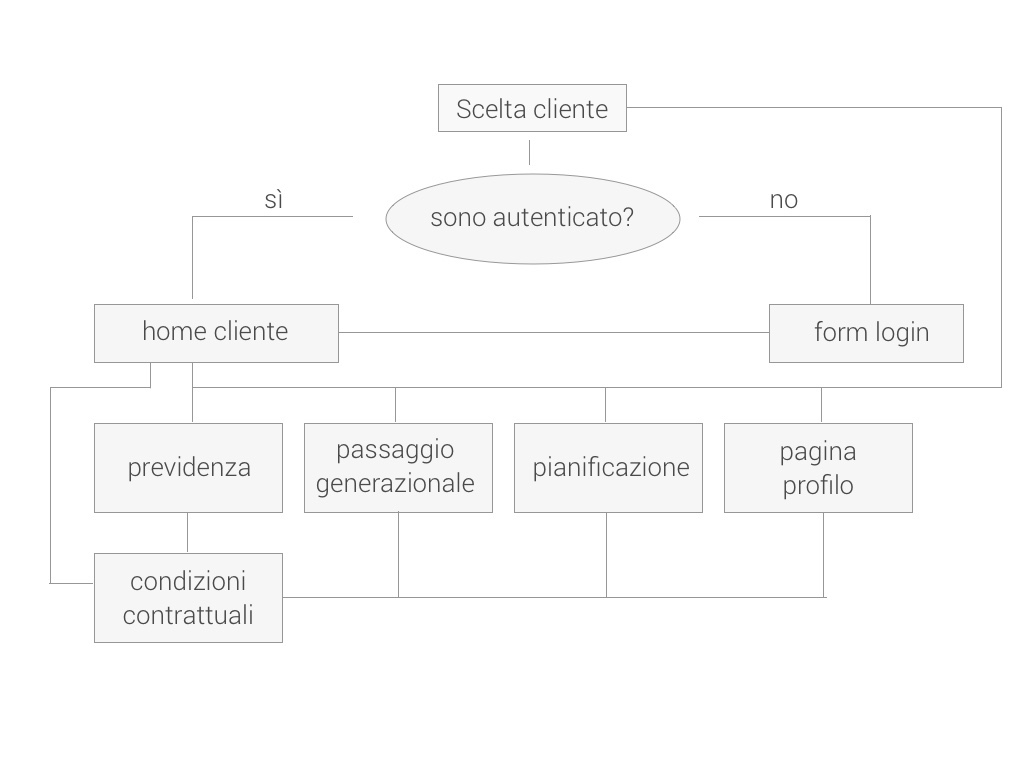 Scelta cliente
sì
sono autenticato?
no
home cliente
form login
previdenza
passaggio
generazionale
pianificazione
pagina
profilo
condizioni
contrattuali